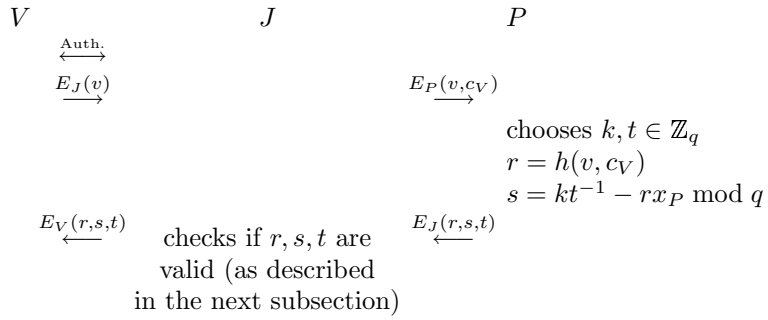 V J P
Auth.
E_J(v) E_P(v,c_V)
chooses k, t ∈ ℤ_q
r = h(v, c_V)
s = kt^{-1} − rx_P mod q
E_V(r,s,t) E_J(r,s,t)
checks if r, s, t are
valid (as described
in the next subsection)